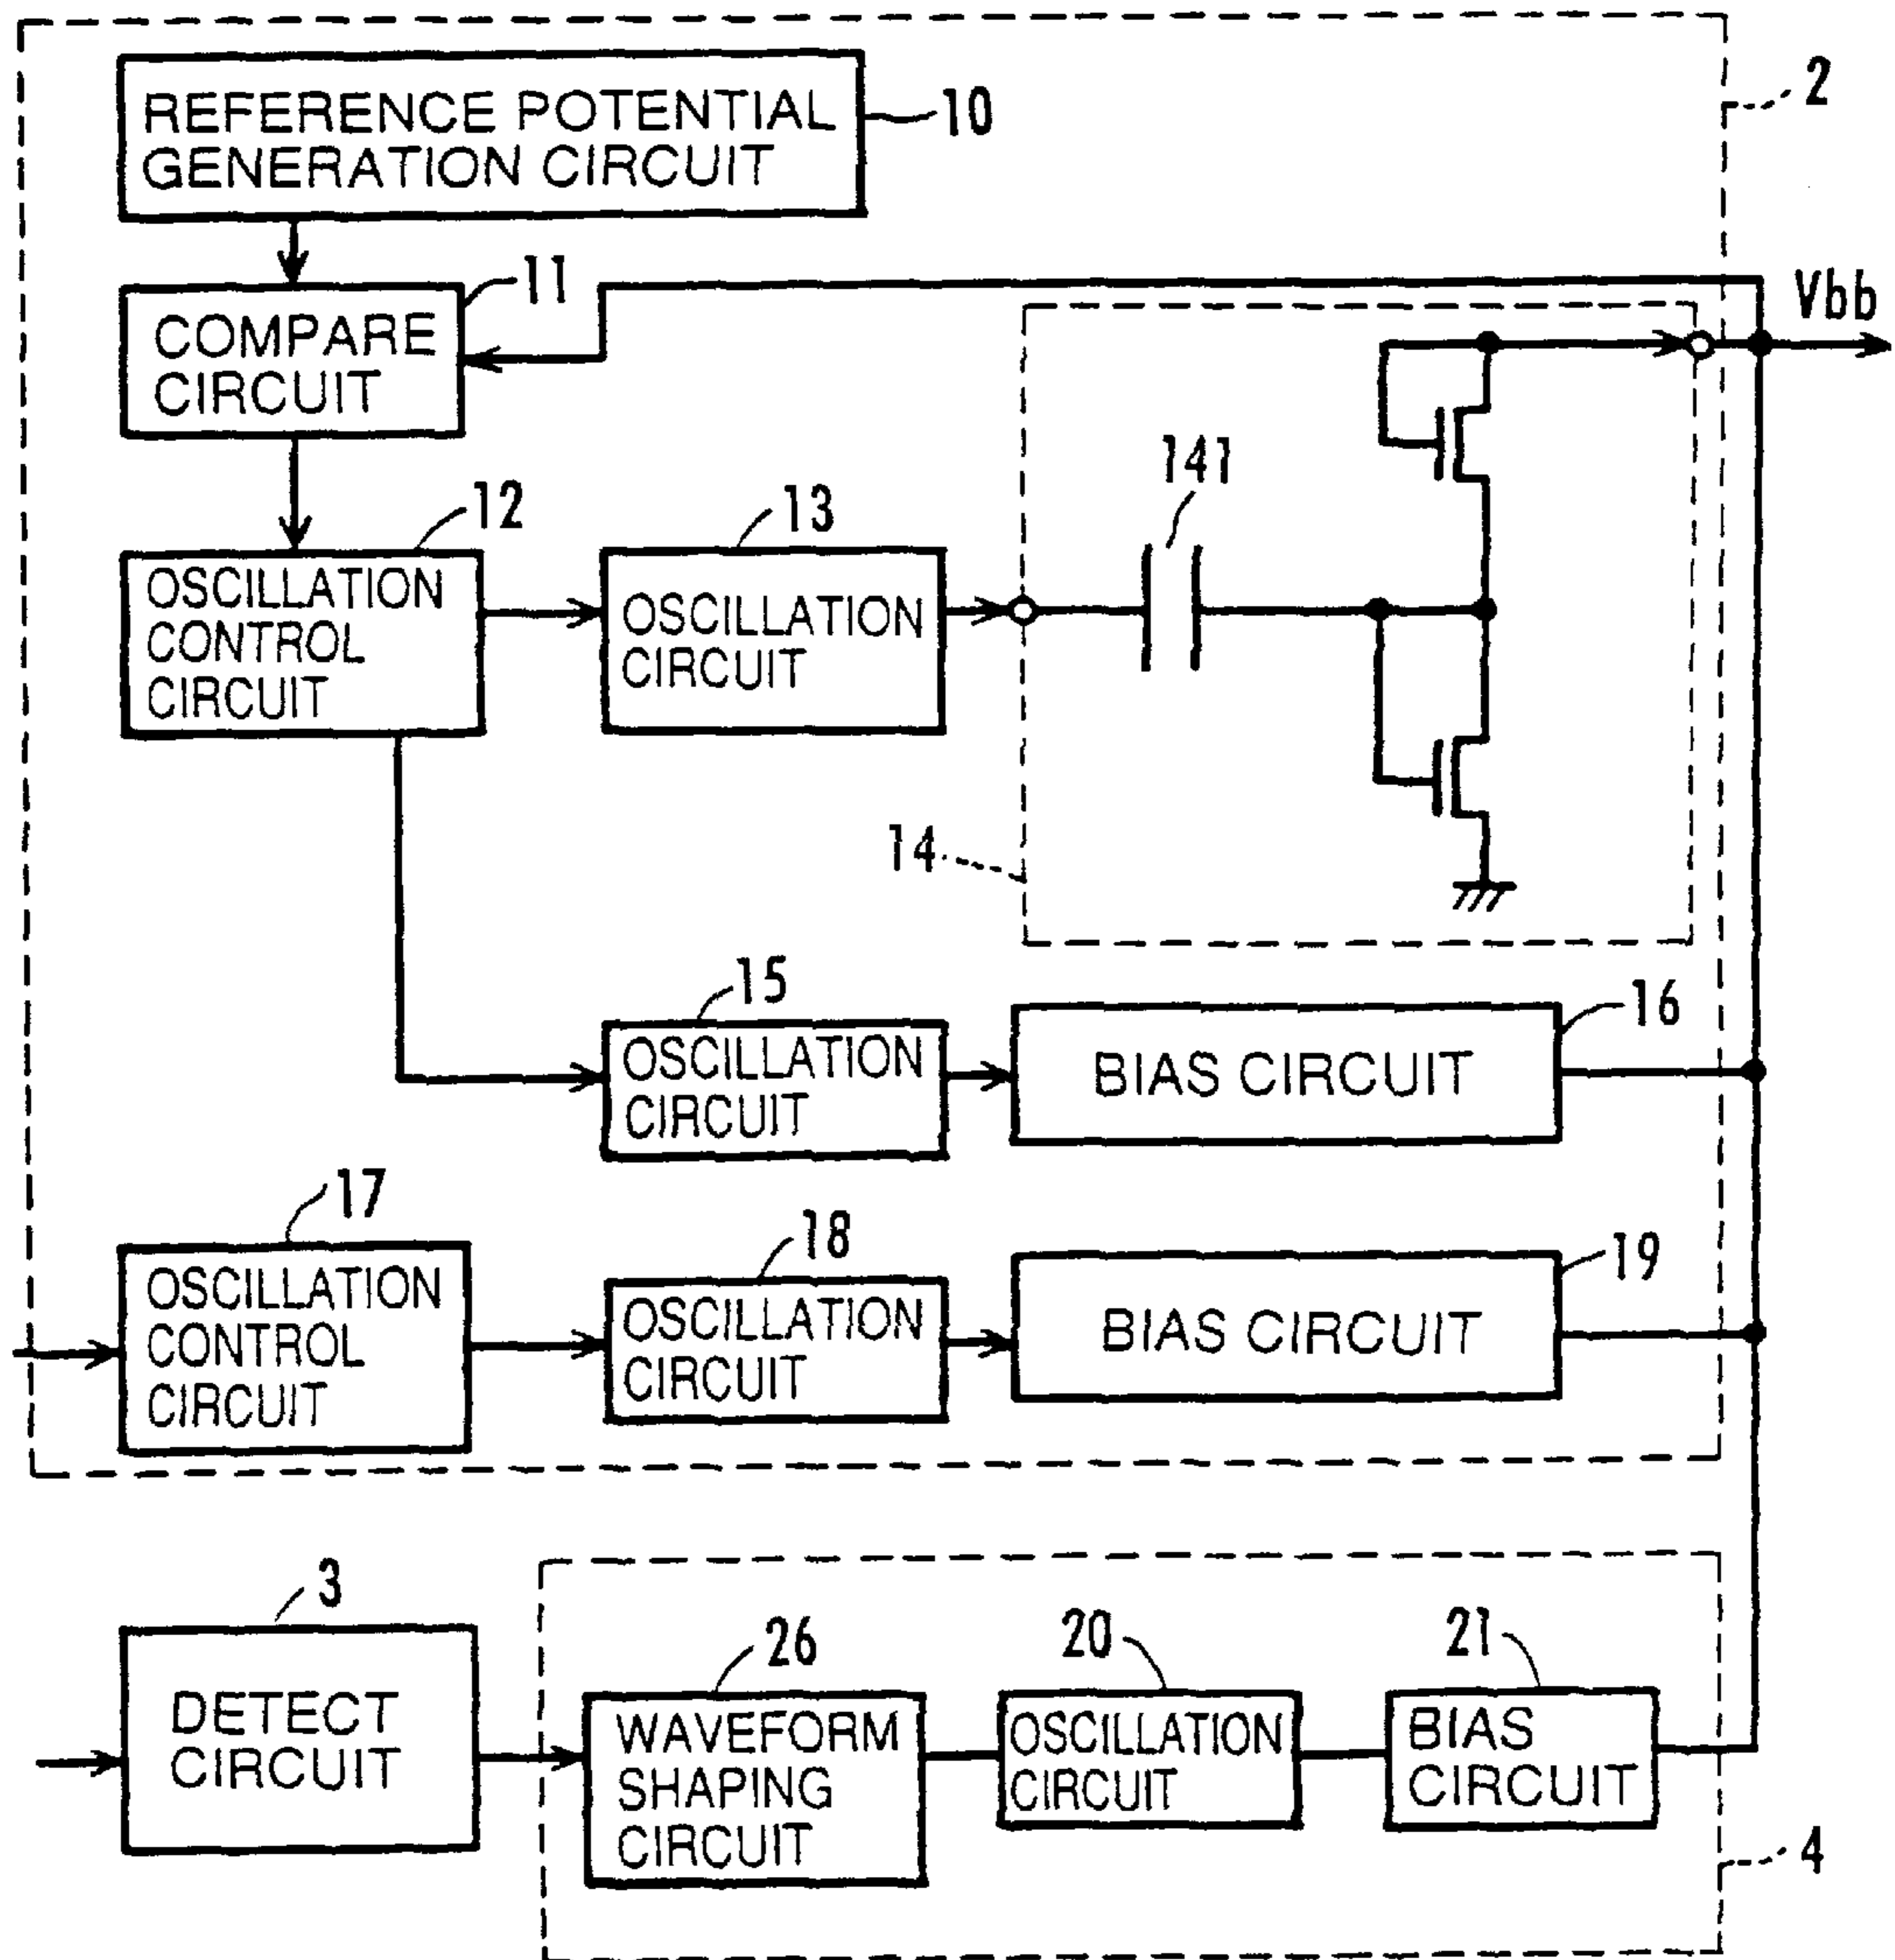 REFERENCE POTENTIAL
GENERATION CIRCUIT
10
2
COMPARE
CIRCUIT
11
Vbb
OSCILLATION
CONTROL
CIRCUIT
12
OSCILLATION
CIRCUIT
13
141
14
OSCILLATION
CIRCUIT
15
BIAS CIRCUIT
16
OSCILLATION
CONTROL
CIRCUIT
17
OSCILLATION
CIRCUIT
18
BIAS CIRCUIT
19
DETECT
CIRCUIT
3
WAVEFORM
SHAPING
CIRCUIT
26
OSCILLATION
CIRCUIT
20
BIAS
CIRCUIT
21
4